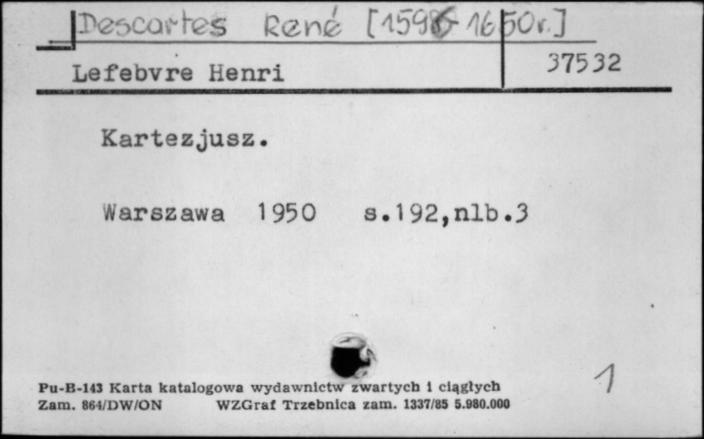 Descartes René [1596-1650r.]
Lefebvre Henri 37532
Kartezjusz.
Warszawa 1950 s.192,nlb.3
1
Pu-B-143 Karta katalogowa wydawnictw zwartych i ciągłych
Zam. 864/DW/ON WZGraf Trzebnica zam. 1337/85 5.980.000